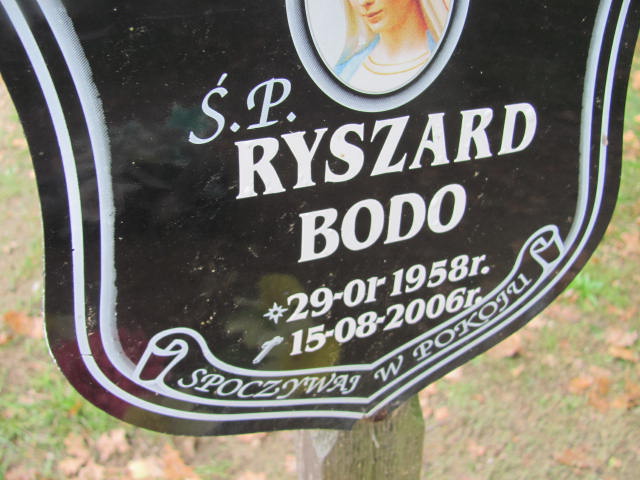 Ś.P.
RYSZARD
BODO
29-01-1958r.
15-08-2006r.
SPOCZYWAJ W POKOJU